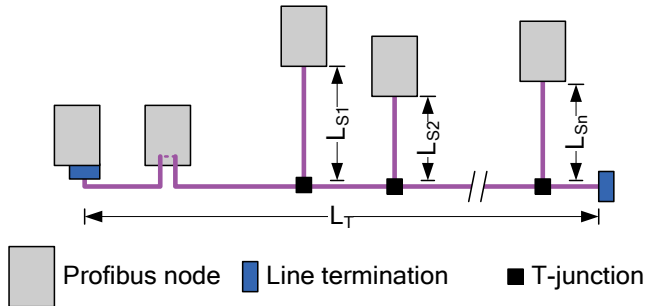 L_S1
L_S2
L_Sn
L_T
Profibus node
Line termination
T-junction